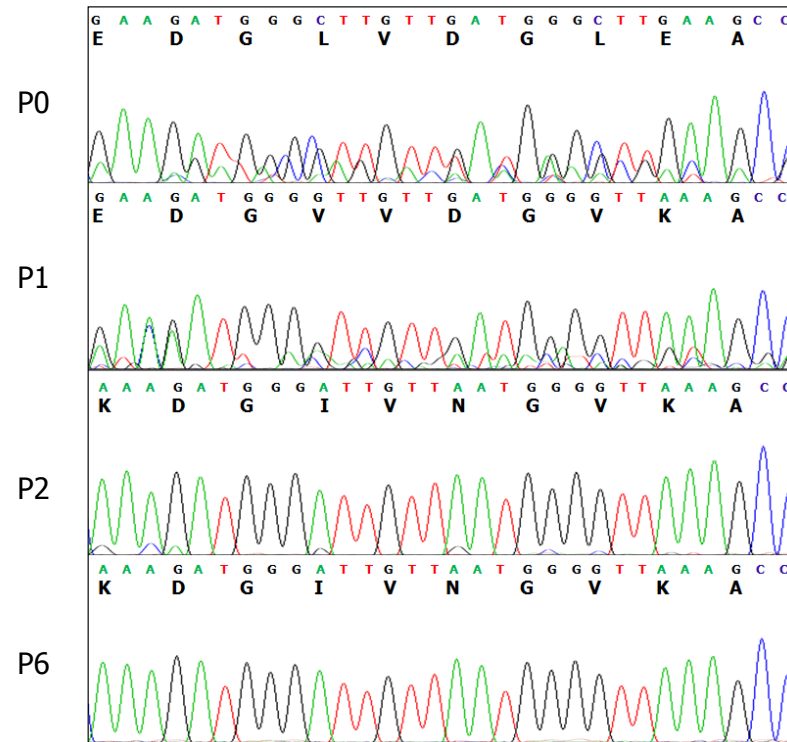 G A A G A T G G G C T T G T T G A T G G G C T T G A A G C C
E D G L V D G L E A
P0
G A A G A T G G G G T T G T T G A T G G G G T T A A A G C C
E D G V V D G V K A
P1
A A A G A T G G G A T T G T T A A T G G G G T T A A A G C C
K D G I V N G V K A
P2
A A A G A T G G G A T T G T T A A T G G G G T T A A A G C C
K D G I V N G V K A
P6